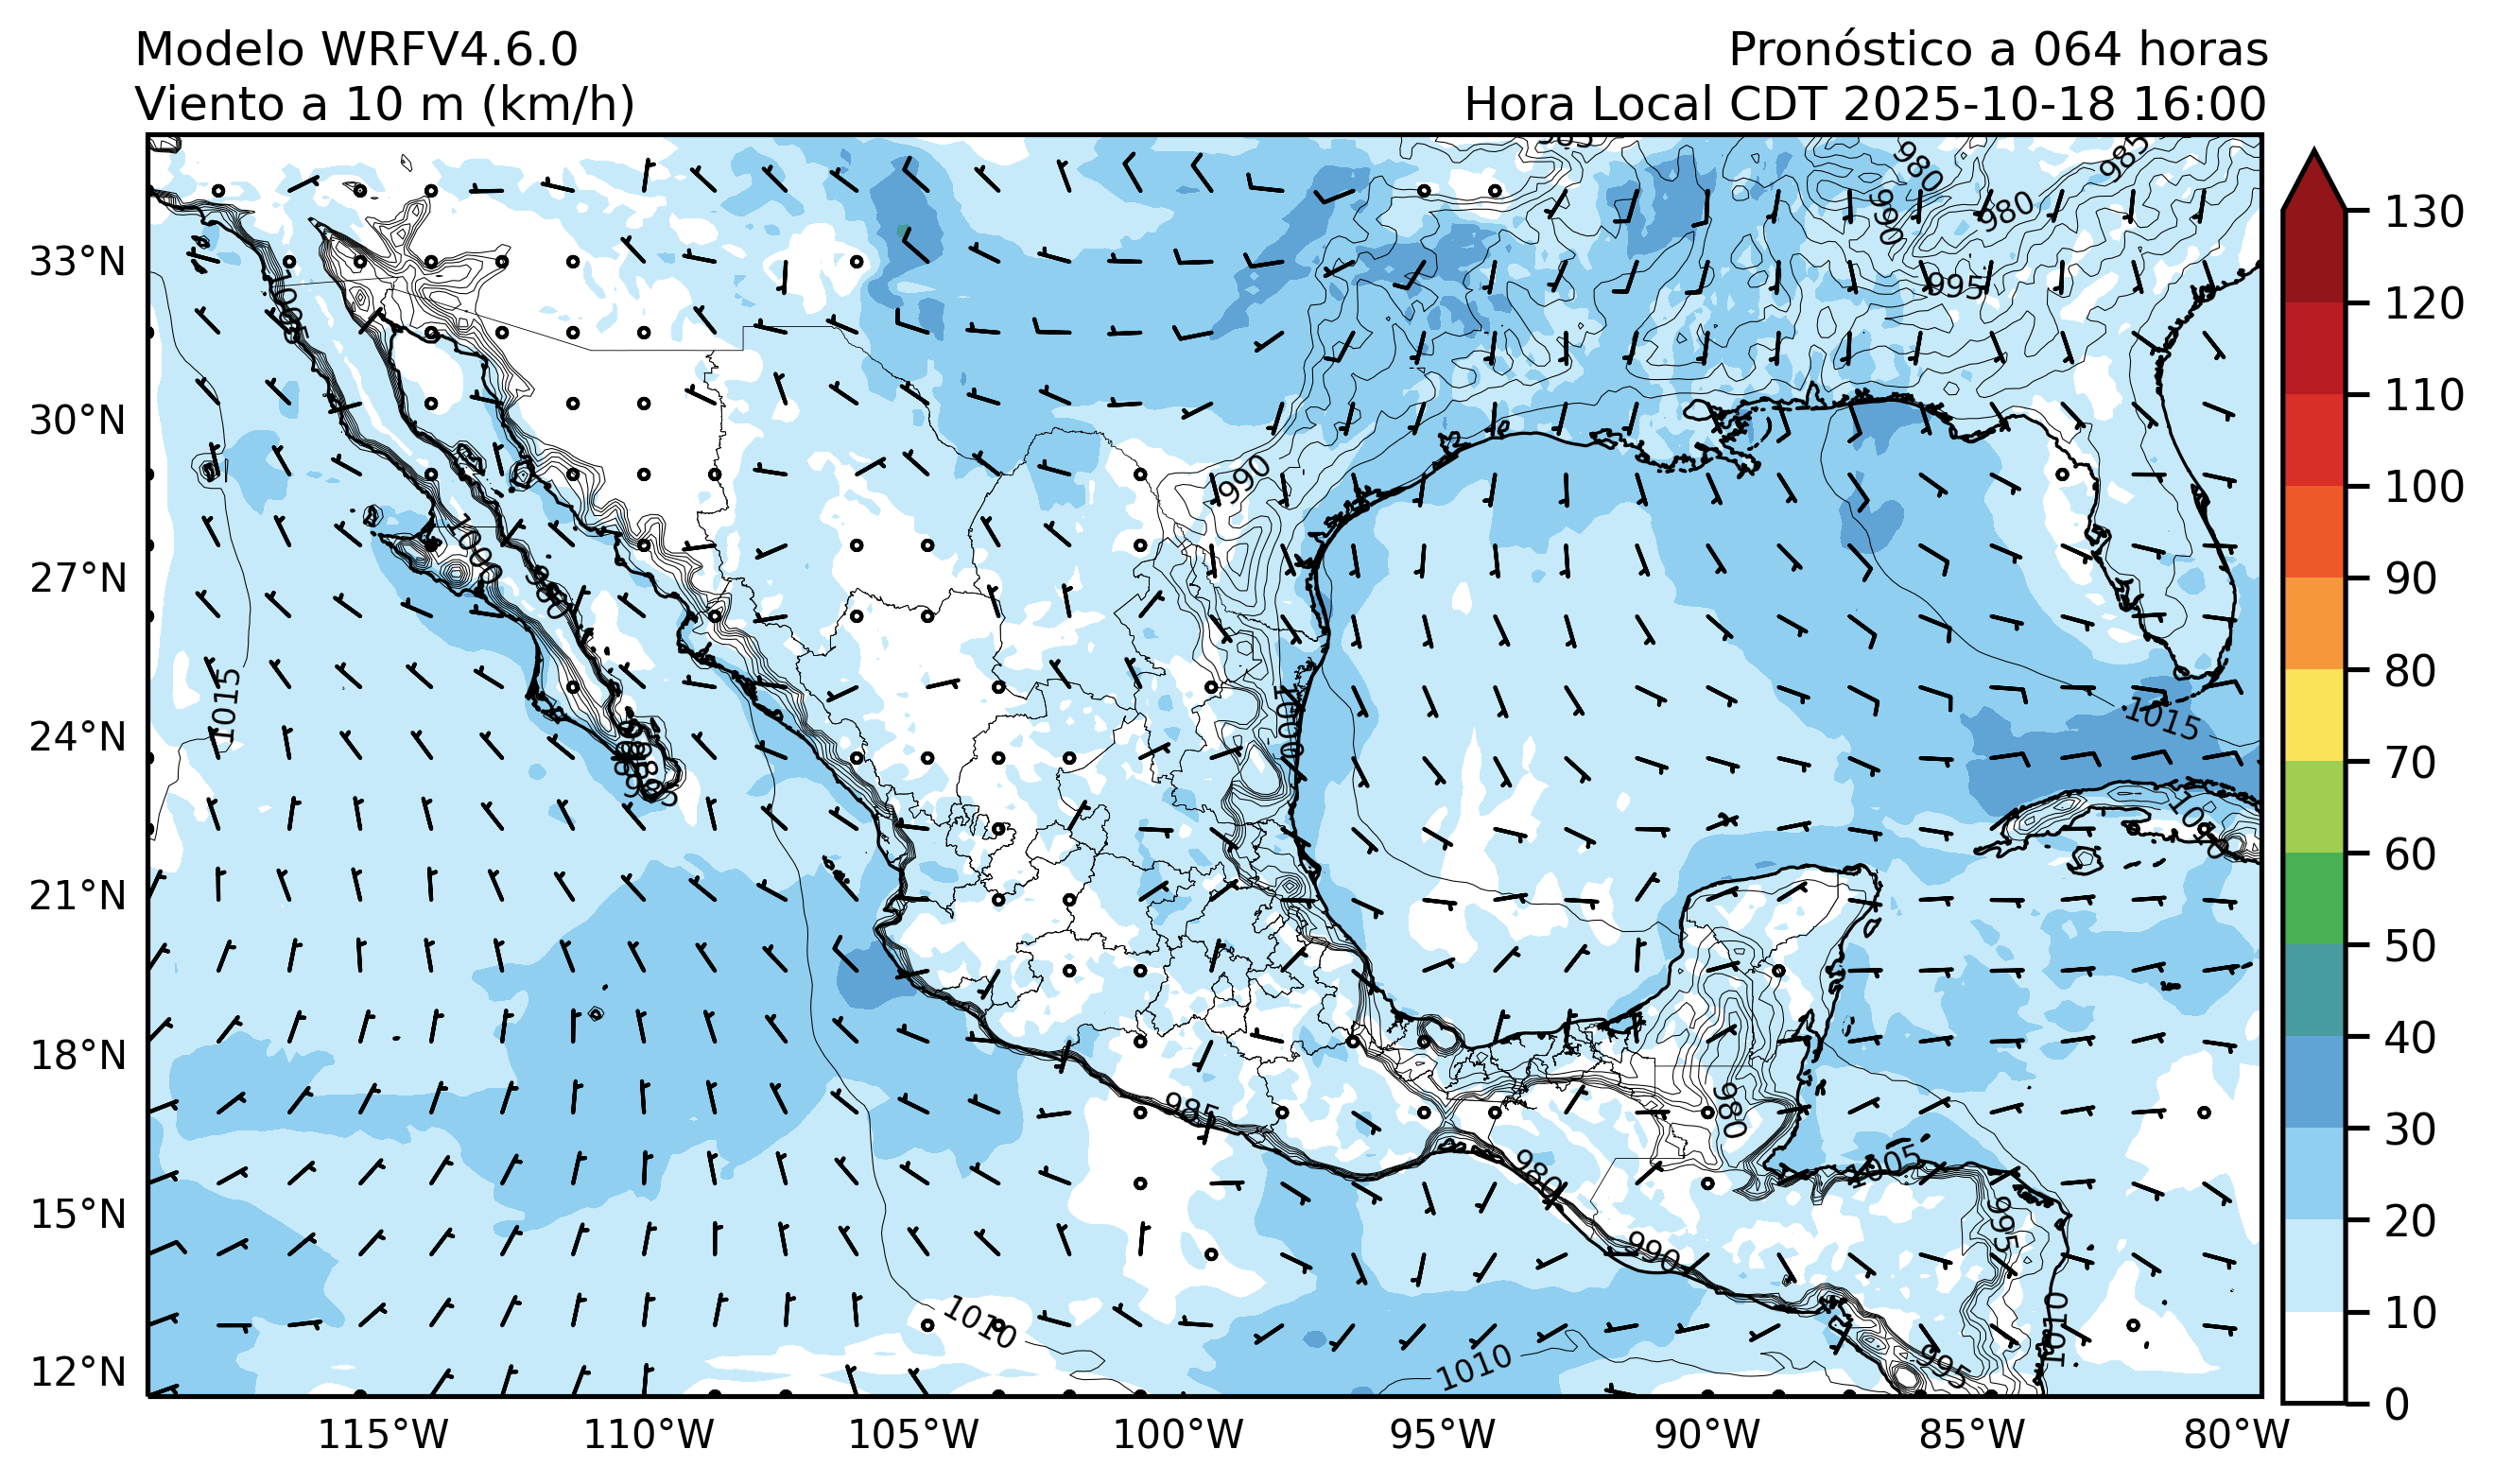 Modelo WRFV4.6.0
Viento a 10 m (km/h)
Pronóstico a 064 horas
Hora Local CDT 2025-10-18 16:00
33°N
30°N
27°N
24°N
21°N
18°N
15°N
12°N
115°W
110°W
105°W
100°W
95°W
90°W
85°W
80°W
130
120
110
100
90
80
70
60
50
40
30
20
10
0
985
980
985
990
980
995
1005
990
1000
980
1015
1000
985
1015
1010
985
980
980
1005
995
990
1010
1010
1010
995